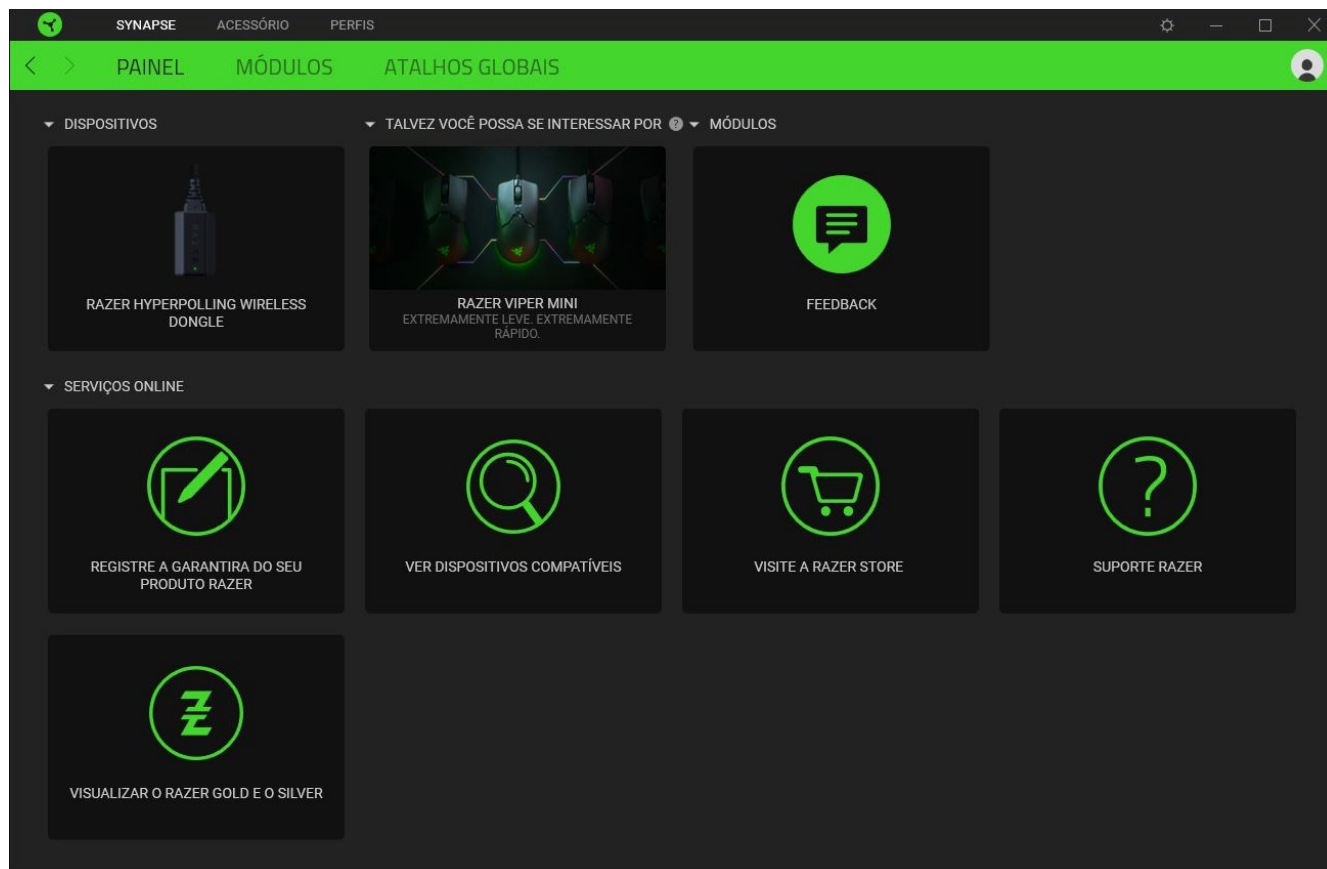 SYNAPSE ACESSÓRIO PERFIS
PAINEL MÓDULOS ATALHOS GLOBAIS
DISPOSITIVOS
TALVEZ VOCÊ POSSA SE INTERESSAR POR ?
MÓDULOS
RAZER HYPERPOLLING WIRELESS
DONGLE
RAZER VIPER MINI
EXTREMAMENTE LEVE. EXTREMAMENTE
RÁPIDO.
FEEDBACK
SERVIÇOS ONLINE
REGISTRE A GARANTIRA DO SEU
PRODUTO RAZER
VER DISPOSITIVOS COMPATÍVEIS
VISITE A RAZER STORE
?
SUPORTE RAZER
VISUALIZAR O RAZER GOLD E O SILVER